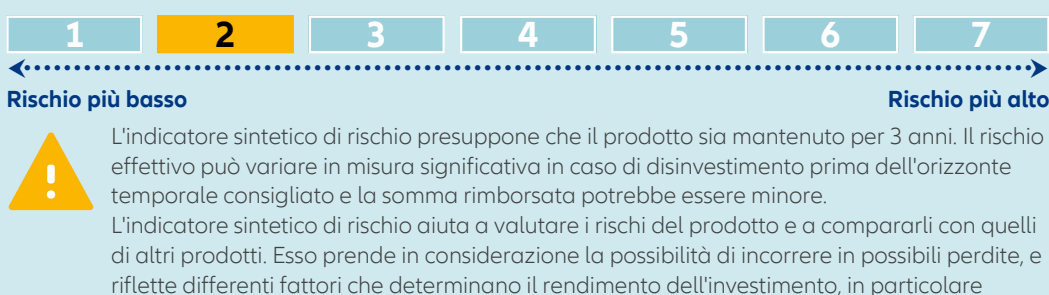 1 2 3 4 5 6 7
Rischio più basso Rischio più alto
L'indicatore sintetico di rischio presuppone che il prodotto sia mantenuto per 3 anni. Il rischio
effettivo può variare in misura significativa in caso di disinvestimento prima dell'orizzonte
temporale consigliato e la somma rimborsata potrebbe essere minore.
L'indicatore sintetico di rischio aiuta a valutare i rischi del prodotto e a compararli con quelli
di altri prodotti. Esso prende in considerazione la possibilità di incorrere in possibili perdite, e
riflette differenti fattori che determinano il rendimento dell'investimento, in particolare